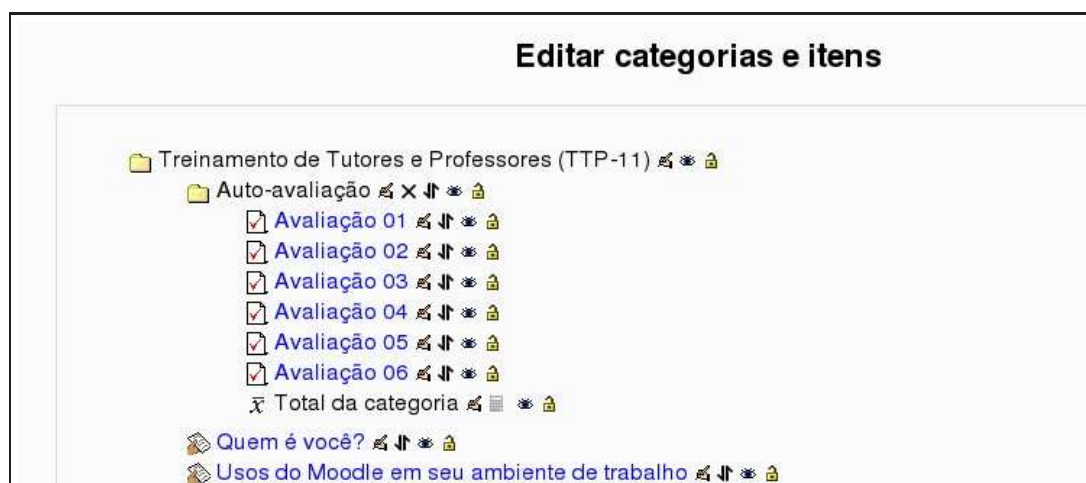 Editar categorias e itens
Treinamento de Tutores e Professores (TTP-11)
Auto-avaliação
Avaliação 01
Avaliação 02
Avaliação 03
Avaliação 04
Avaliação 05
Avaliação 06
x̅ Total da categoria
Quem é você?
Usos do Moodle em seu ambiente de trabalho